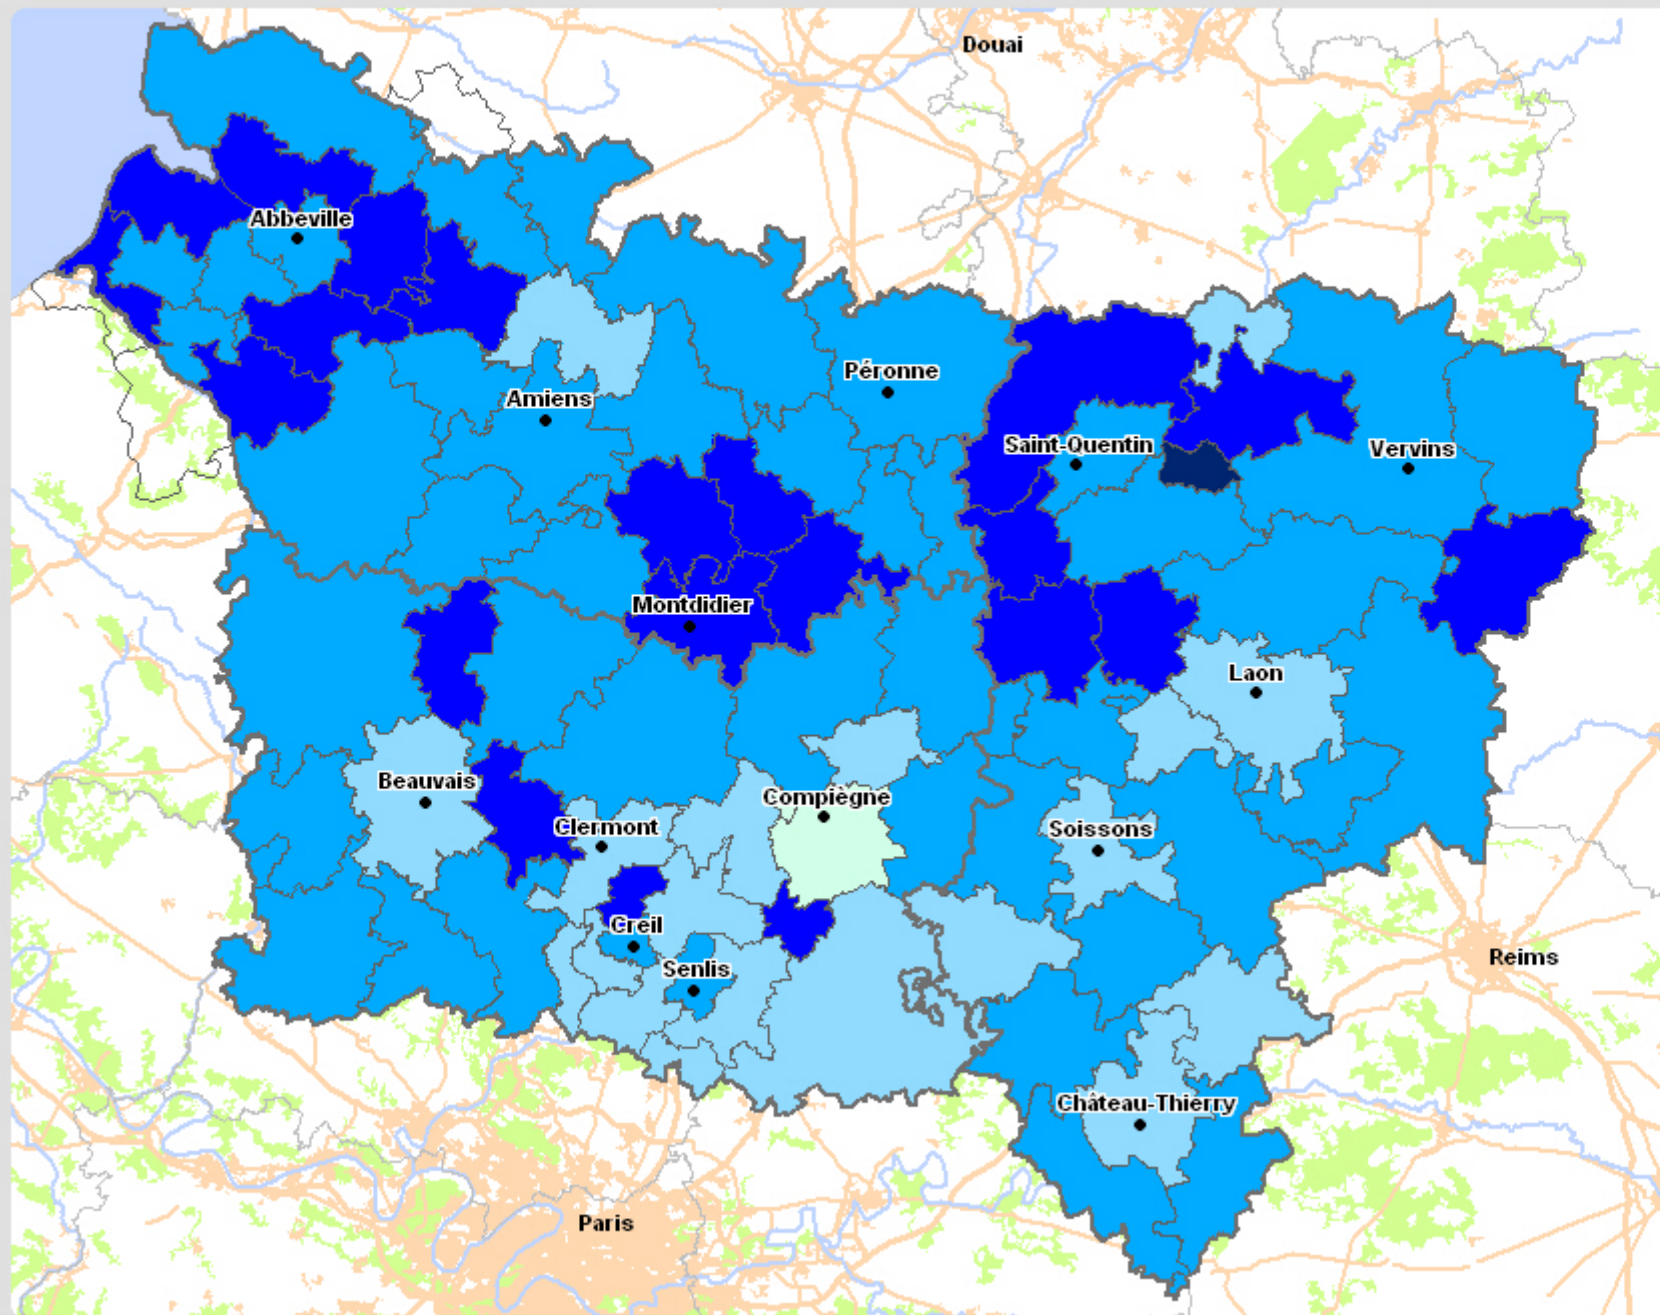 Douai
Abbeville
Péronne
Amiens
Saint-Quentin
Vervins
Montdidier
Laon
Beauvais
Compiègne
Clermont
Soissons
Creil
Senlis
Reims
Château-Thierry
Paris